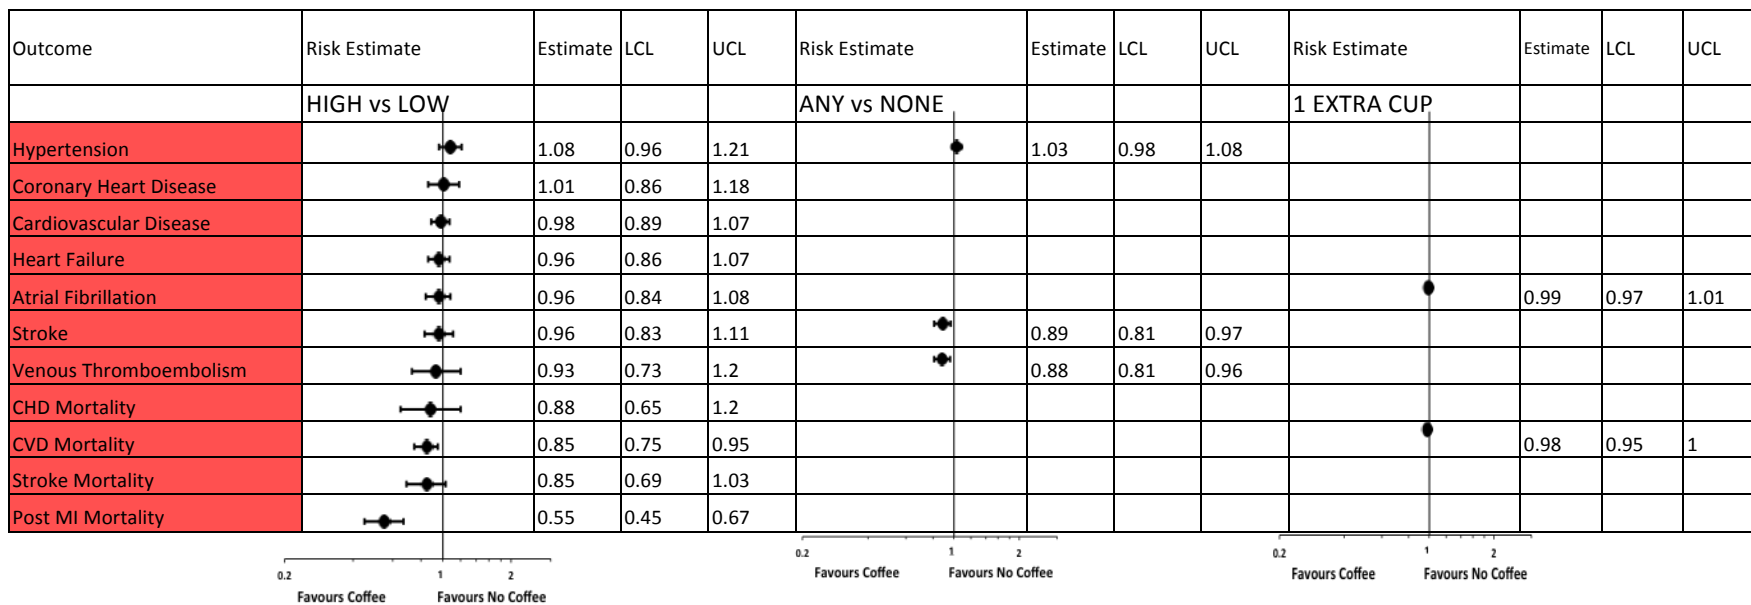 Outcome Risk Estimate Estimate LCL UCL Risk Estimate Estimate LCL UCL Risk Estimate Estimate LCL UCL
HIGH vs LOW ANY vs NONE 1 EXTRA CUP
Hypertension 1.08 0.96 1.21 1.03 0.98 1.08
Coronary Heart Disease 1.01 0.86 1.18
Cardiovascular Disease 0.98 0.89 1.07
Heart Failure 0.96 0.86 1.07
Atrial Fibrillation 0.96 0.84 1.08 0.99 0.97 1.01
Stroke 0.96 0.83 1.11 0.89 0.81 0.97
Venous Thromboembolism 0.93 0.73 1.2 0.88 0.81 0.96
CHD Mortality 0.88 0.65 1.2
CVD Mortality 0.85 0.75 0.95 0.98 0.95 1
Stroke Mortality 0.85 0.69 1.03
Post MI Mortality 0.55 0.45 0.67
0.2 1 2 0.2 1 2 0.2 1 2
Favours Coffee Favours No Coffee Favours Coffee Favours No Coffee Favours Coffee Favours No Coffee